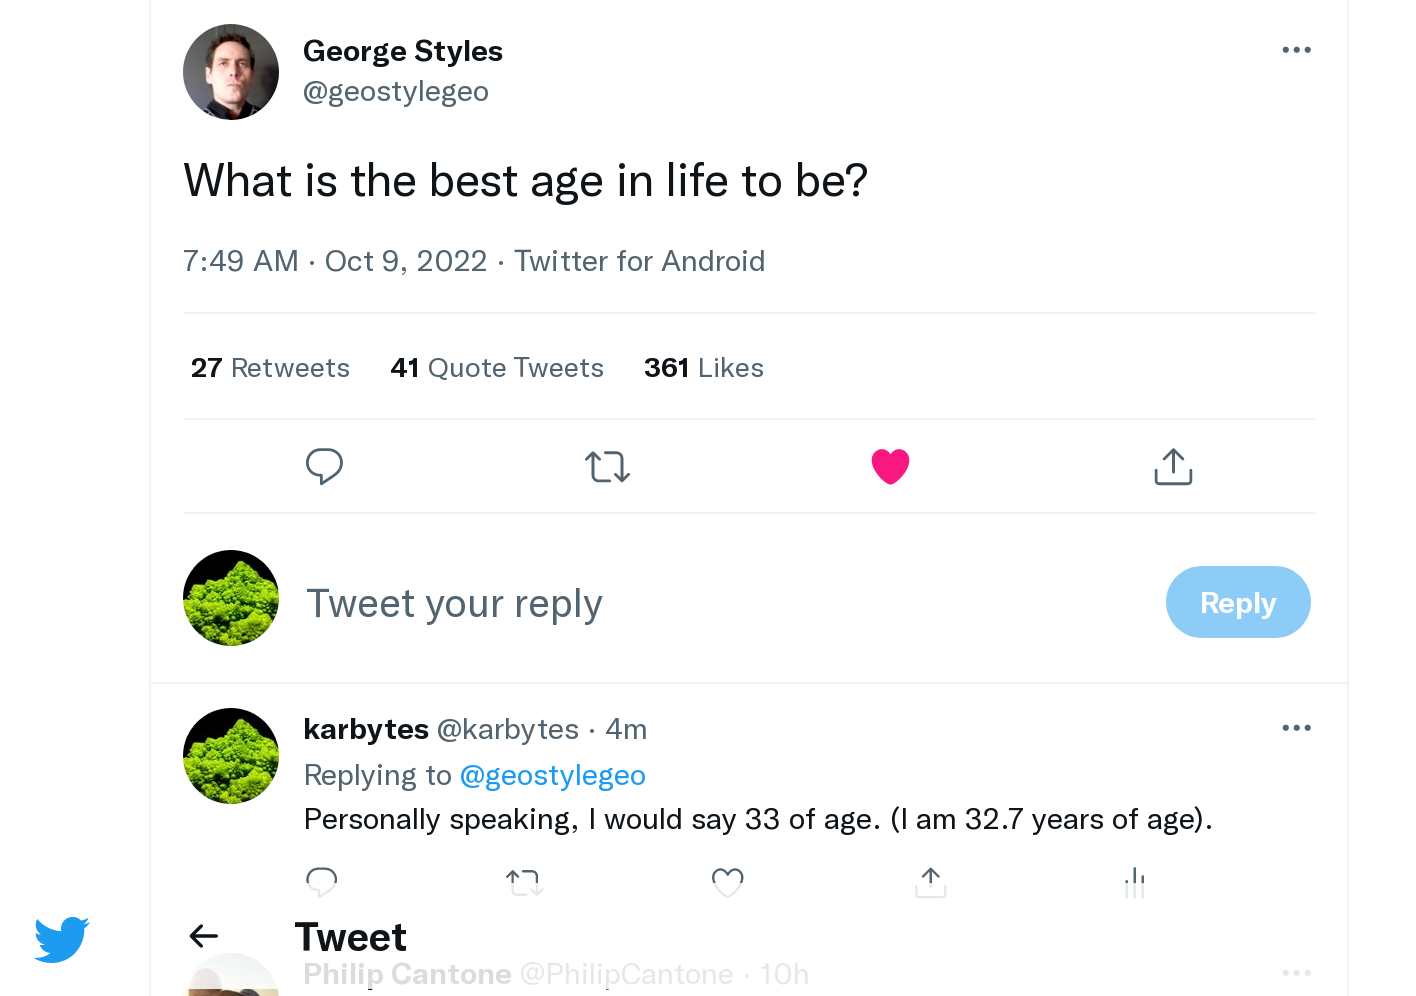 George Styles
@geostylegeo
What is the best age in life to be?
7:49 AM · Oct 9, 2022 · Twitter for Android
27 Retweets 41 Quote Tweets 361 Likes
Tweet your reply
Reply
karbytes @karbytes · 4m
Replying to @geostylegeo
Personally speaking, I would say 33 of age. (I am 32.7 years of age).
Tweet
Philip Cantone @PhilipCantone · 10h